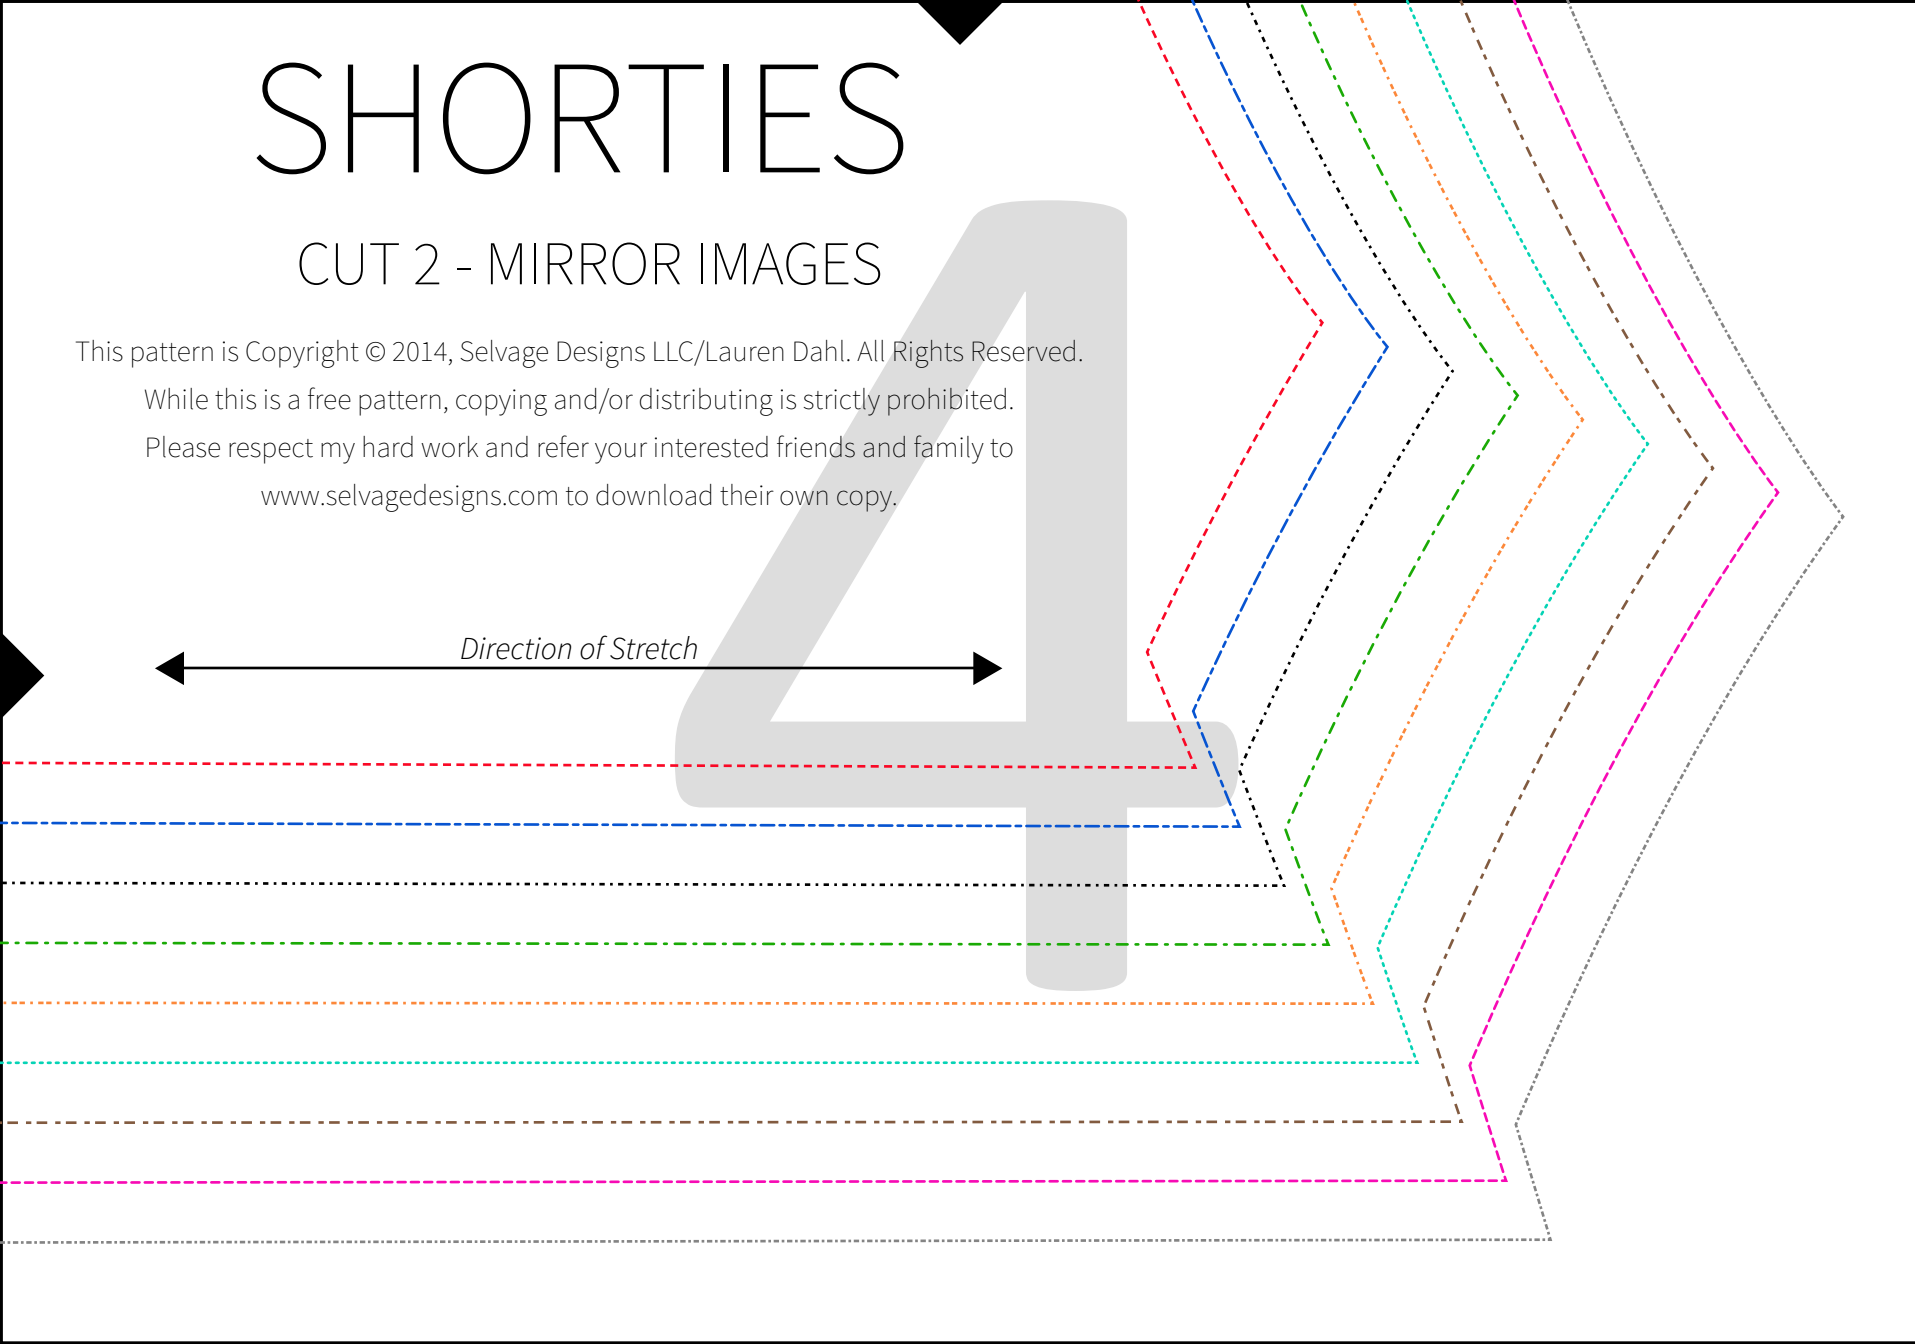 SHORTIES
CUT 2 - MIRROR IMAGES
This pattern is Copyright © 2014, Selvage Designs LLC/Lauren Dahl. All Rights Reserved.
While this is a free pattern, copying and/or distributing is strictly prohibited.
Please respect my hard work and refer your interested friends and family to
www.selvagedesigns.com to download their own copy.
4
Direction of Stretch